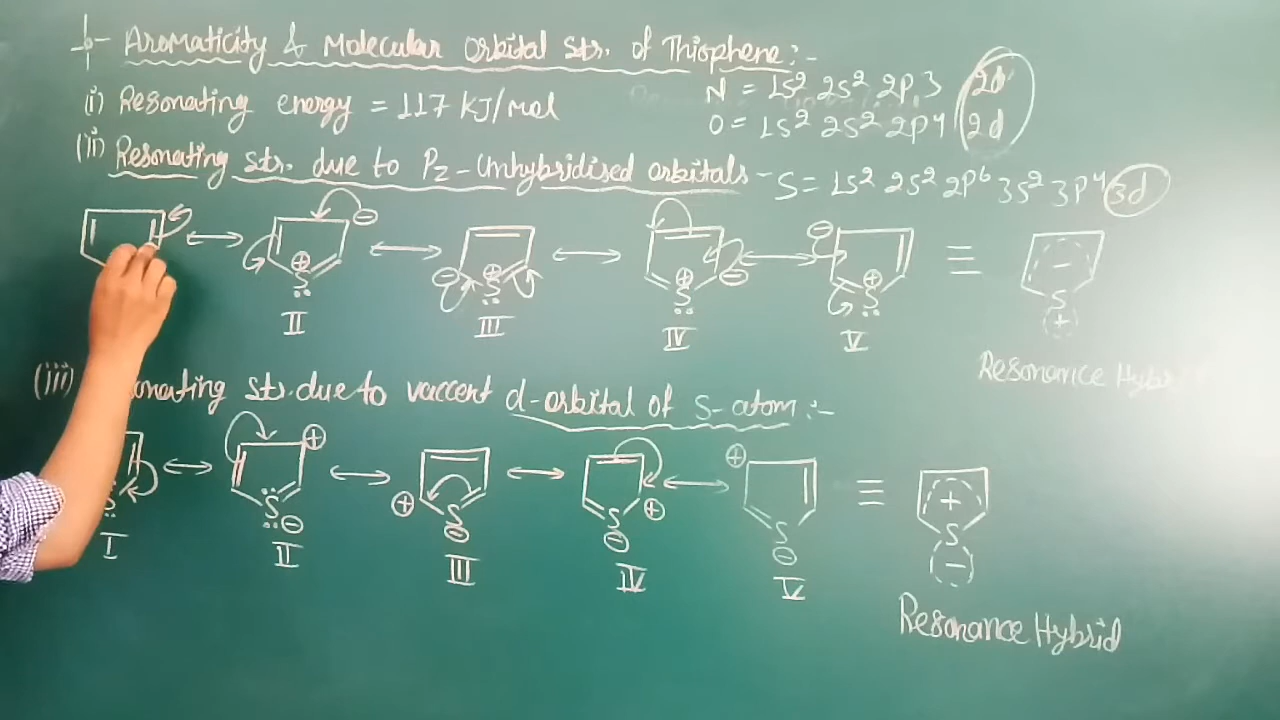 Aromaticity & Molecular orbital str. of Thiophene:-
(i) Resonating energy = 117 KJ/mol
N = 1s² 2s² 2p3 2d
O = 1s² 2s² 2p4 2d
(ii) Resonating str. due to Pz-Unhybridised orbitals-
S = 1s² 2s² 2p6 3s² 3p4 3d
⊖ ⊖ ⊖ ⊖ -
⊕ S ⊕ S ⊕ S ⊕ S S +
II III IV V
Resonance Hyb
(iii) onating str. due to vaccent d-orbital of S-atom:-
⊕ ⊕ ⊕ ⊕ +
S S ⊖ S ⊖ S ⊖ S ⊖ S -
I II III IV V
Resonance Hybrid